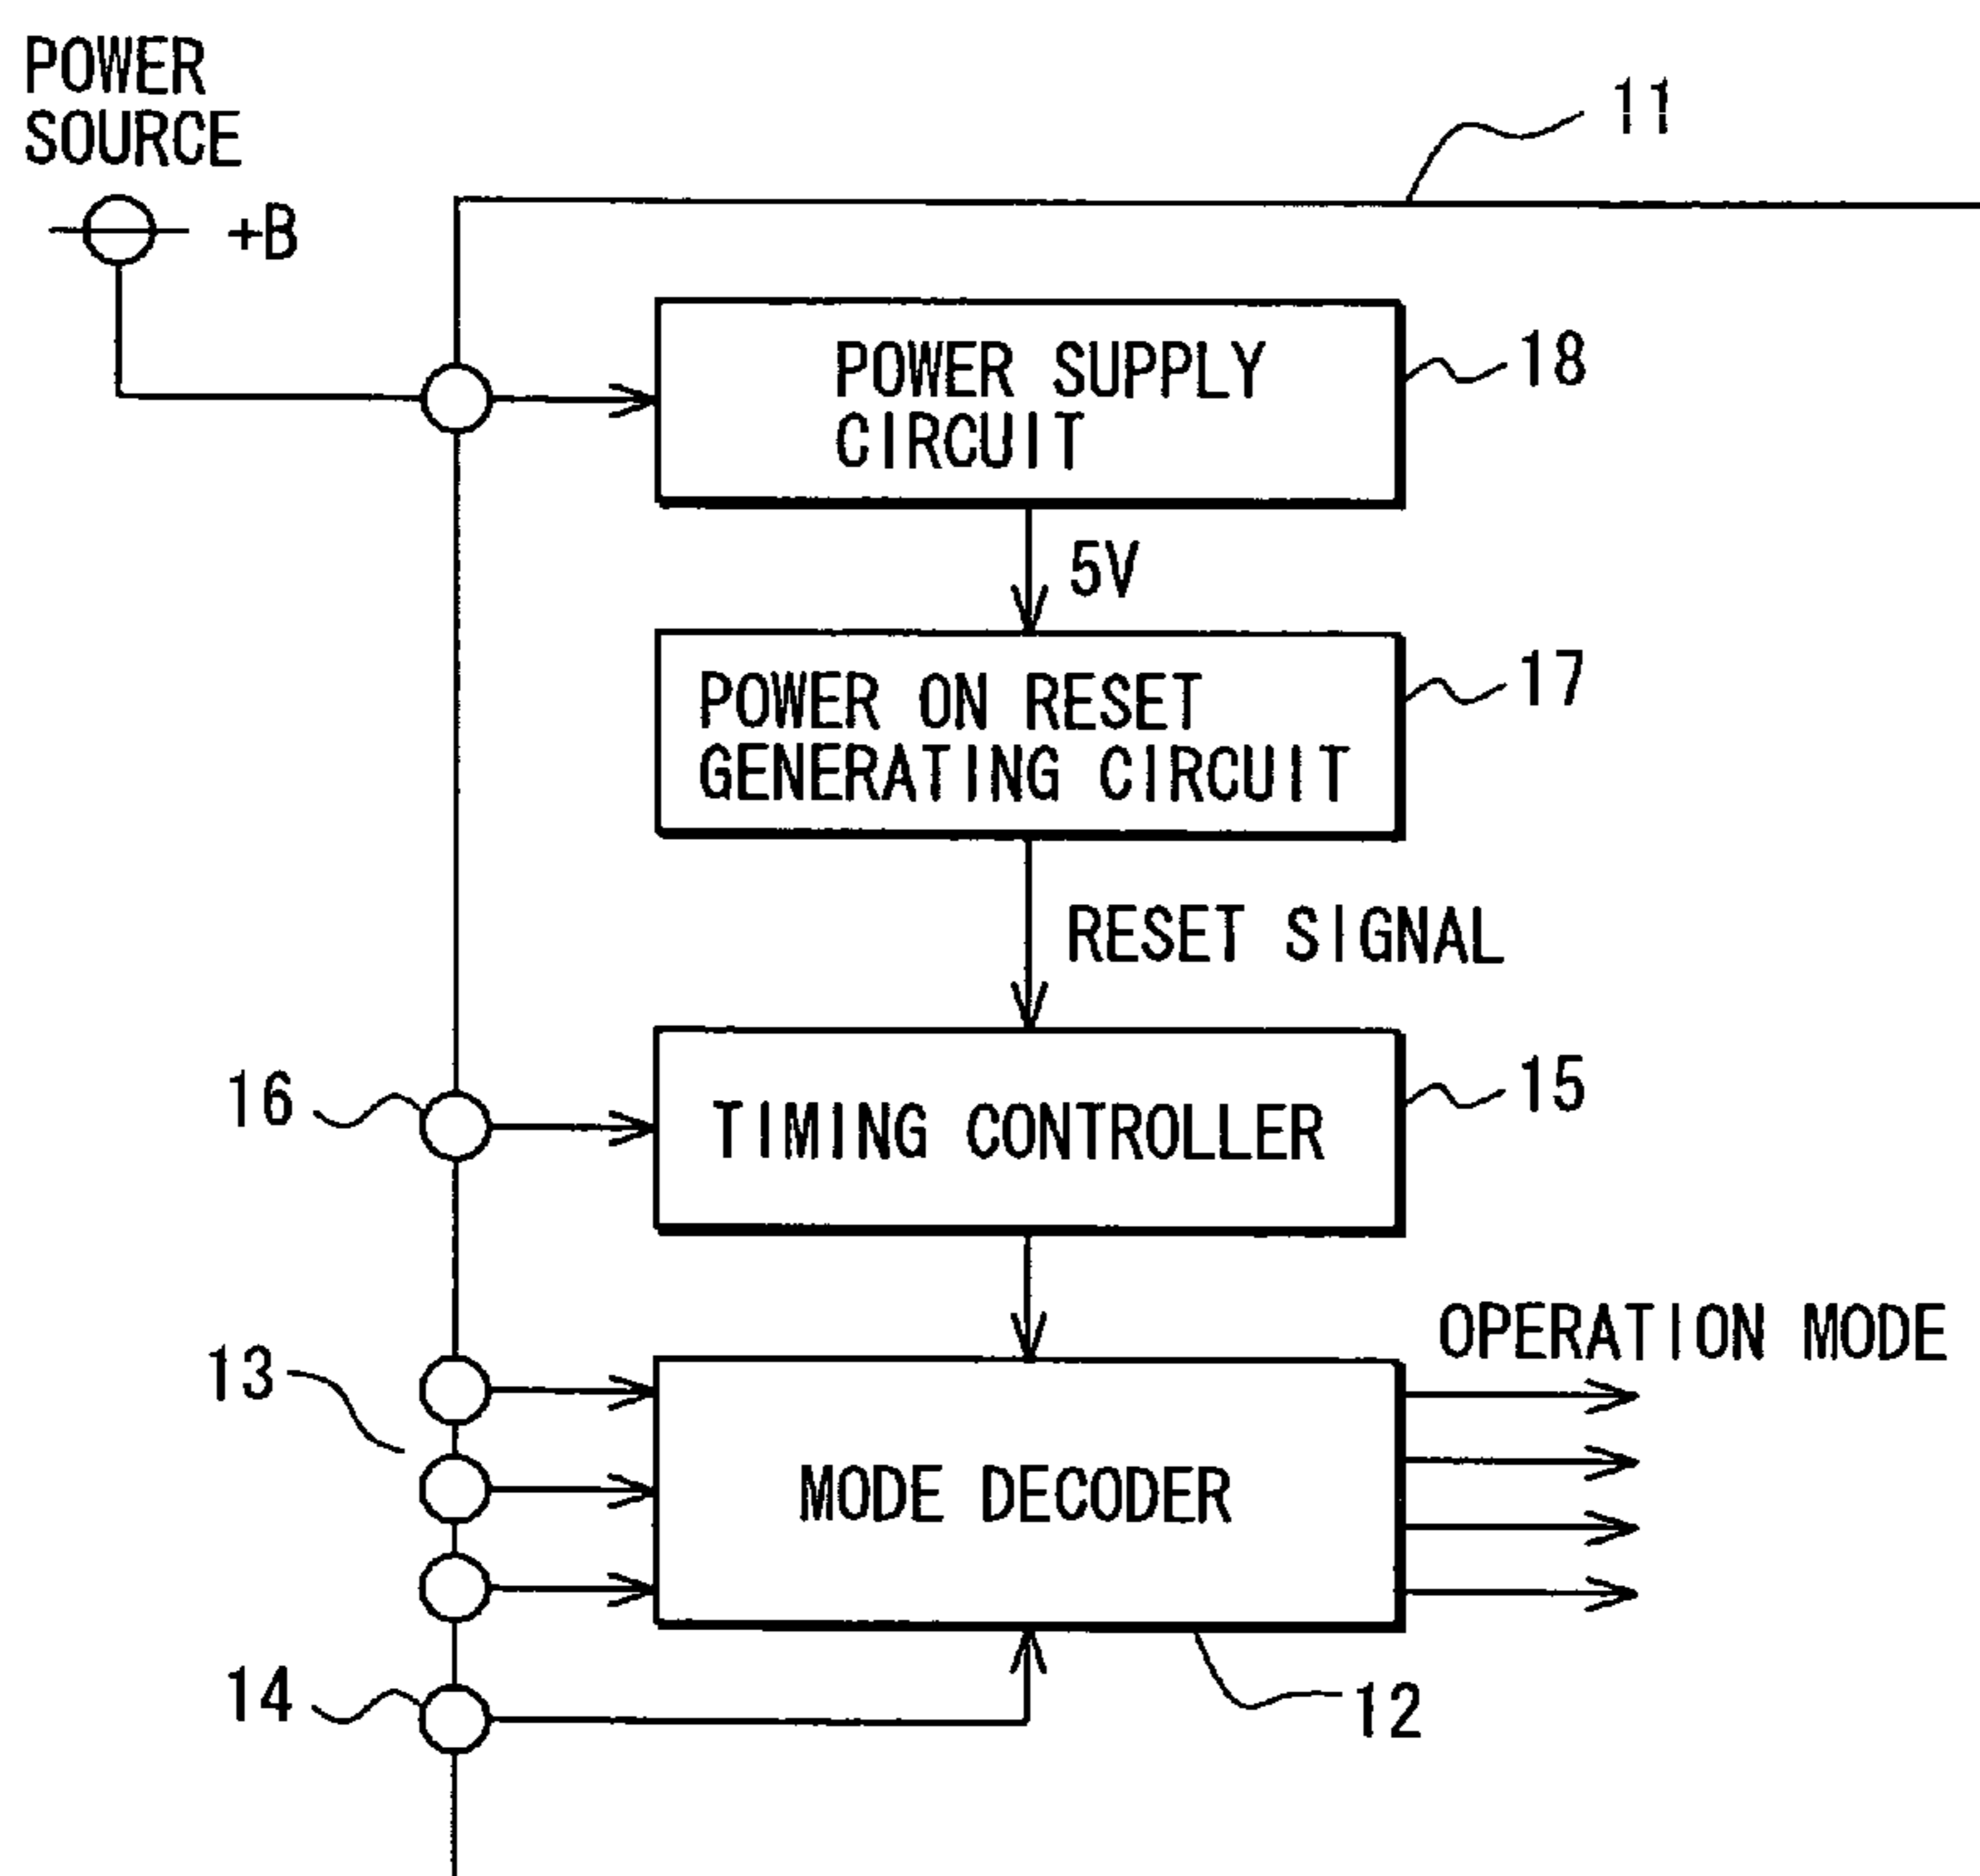 POWER
SOURCE
+B
11
POWER SUPPLY
CIRCUIT
18
5V
POWER ON RESET
GENERATING CIRCUIT
17
RESET SIGNAL
16
TIMING CONTROLLER
15
OPERATION MODE
13
MODE DECODER
14
12